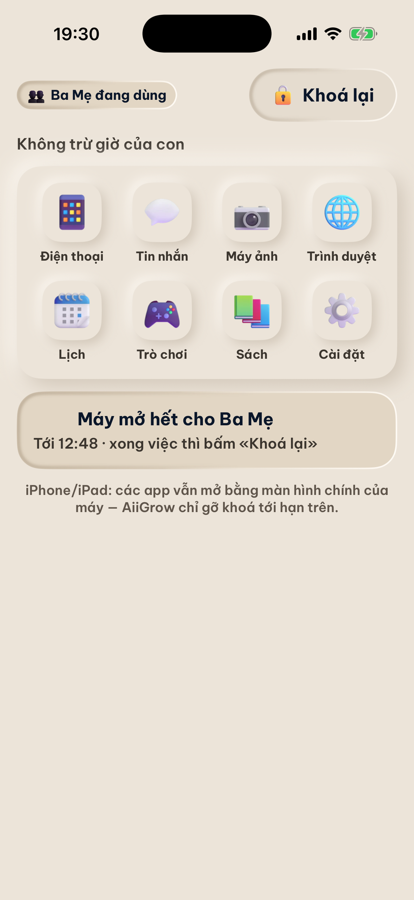 19:30
Ba Mẹ đang dùng
Khoá lại
Không trừ giờ của con
Điện thoại
Tin nhắn
Máy ảnh
Trình duyệt
Lịch
Trò chơi
Sách
Cài đặt
Máy mở hết cho Ba Mẹ
Tới 12:48 · xong việc thì bấm «Khoá lại»
iPhone/iPad: các app vẫn mở bằng màn hình chính của
máy — AiiGrow chỉ gỡ khoá tới hạn trên.